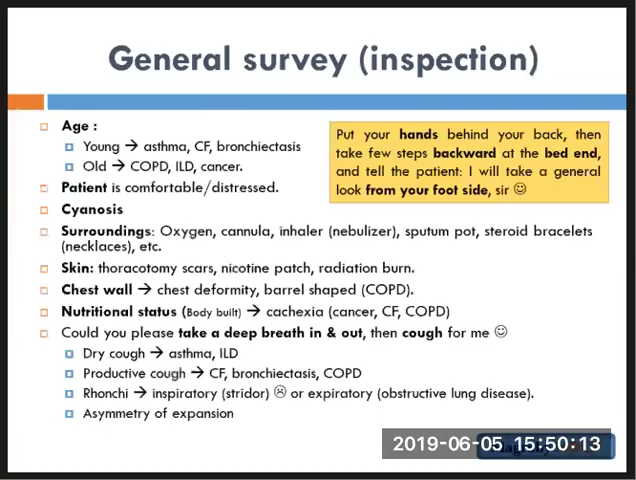 General survey (inspection)
Age :
Young → asthma, CF, bronchiectasis
Old → COPD, ILD, cancer.
Patient is comfortable/distressed.
Cyanosis
Put your hands behind your back, then
take few steps backward at the bed end,
and tell the patient: I will take a general
look from your foot side, sir ☺
Surroundings: Oxygen, cannula, inhaler (nebulizer), sputum pot, steroid bracelets
(necklaces), etc.
Skin: thoracotomy scars, nicotine patch, radiation burn.
Chest wall → chest deformity, barrel shaped (COPD).
Nutritional status (Body built) → cachexia (cancer, CF, COPD)
Could you please take a deep breath in & out, then cough for me ☺
Dry cough → asthma, ILD
Productive cough → CF, bronchiectasis, COPD
Rhonchi → inspiratory (stridor) ☹ or expiratory (obstructive lung disease).
Asymmetry of expansion
2019-06-05 15:50:13